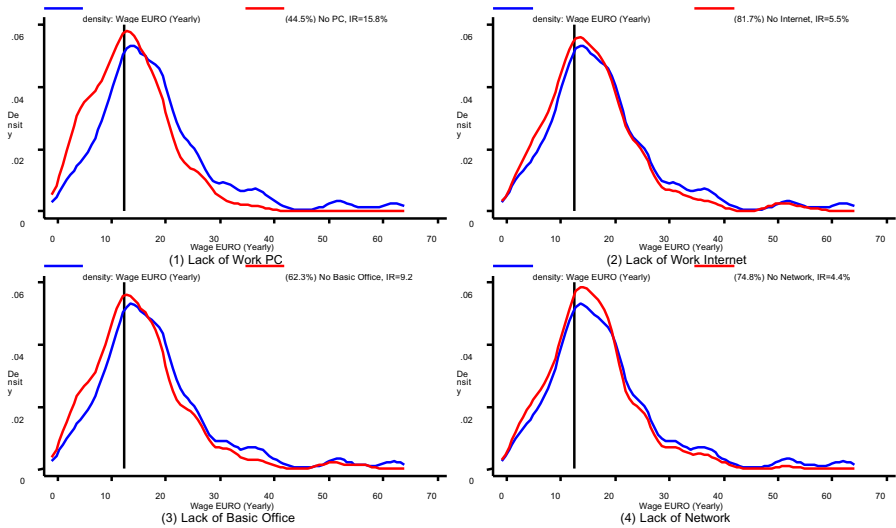 density: Wage EURO (Yearly) (44.5%) No PC, IR=15.8%
.06
.04
De
nsit
y
.02
0
0 10 20 30 40 50 60 70
Wage EURO (Yearly)
(1) Lack of Work PC
density: Wage EURO (Yearly) (81.7%) No Internet, IR=5.5%
.06
.04
De
nsit
y
.02
0
0 10 20 30 40 50 60 70
Wage EURO (Yearly)
(2) Lack of Work Internet
density: Wage EURO (Yearly) (62.3%) No Basic Office, IR=9.2
.06
.04
De
nsit
y
.02
0
0 10 20 30 40 50 60 70
Wage EURO (Yearly)
(3) Lack of Basic Office
density: Wage EURO (Yearly) (74.8%) No Network, IR=4.4%
.06
.04
De
nsit
y
.02
0
0 10 20 30 40 50 60 70
Wage EURO (Yearly)
(4) Lack of Network